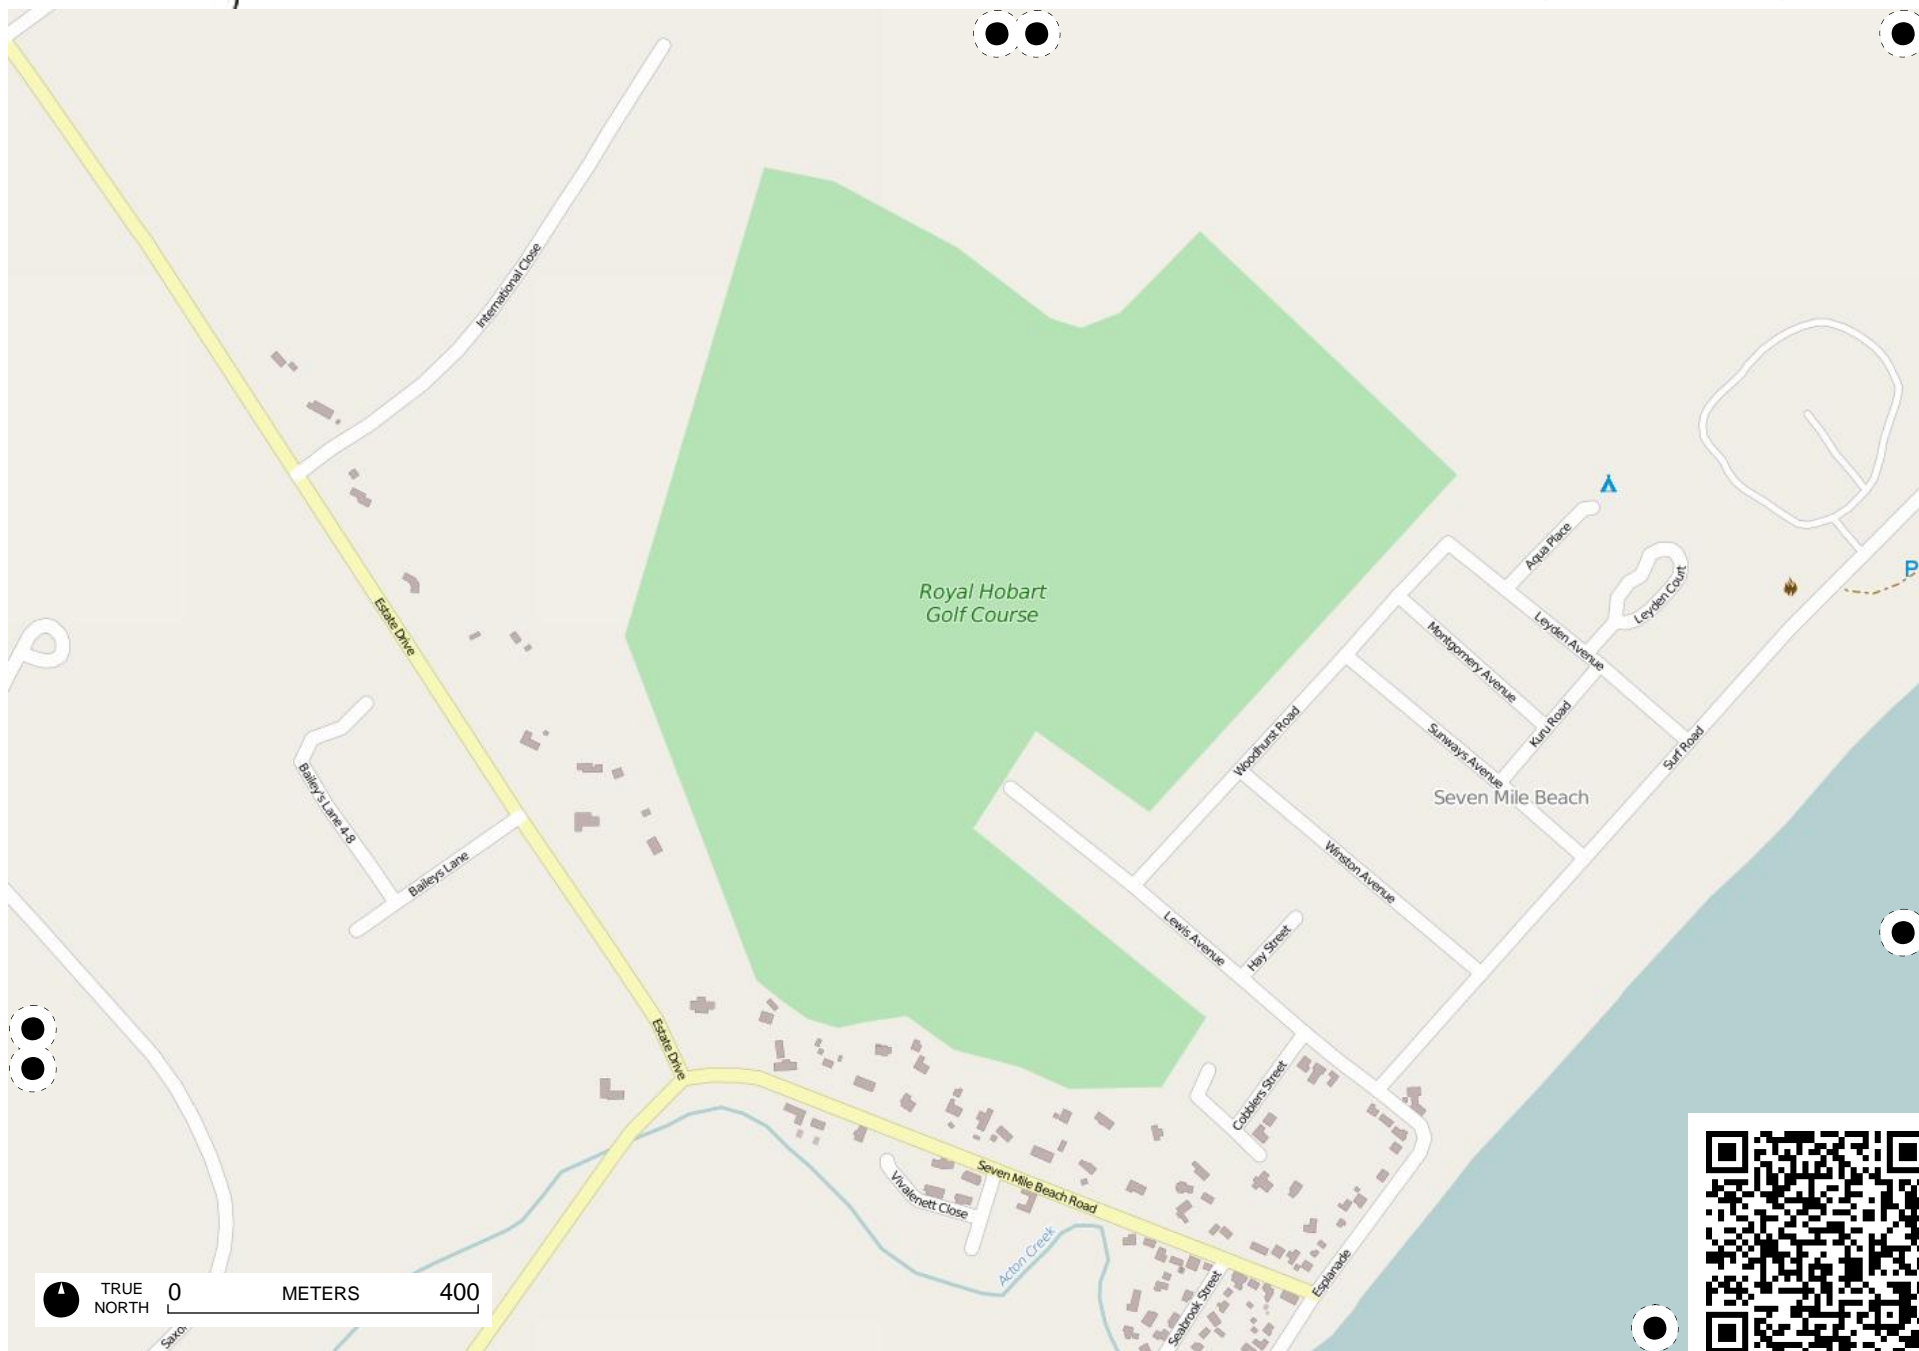 International Close
Estate Drive
Royal Hobart
Golf Course
Aqua Place
Leyden Court
Leyden Avenue
Montgomery Avenue
Kuru Road
Sunways Avenue
Woodhurst Road
Surf Road
P
Seven Mile Beach
Bailey's Lane 4-8
Baileys Lane
Winston Avenue
Lewis Avenue
Hay Street
Estate Drive
Cobblers Street
Seven Mile Beach Road
Vivalenett Close
Acton Creek
Esplanade
Seabrook Street
TRUE
NORTH
0 METERS 400